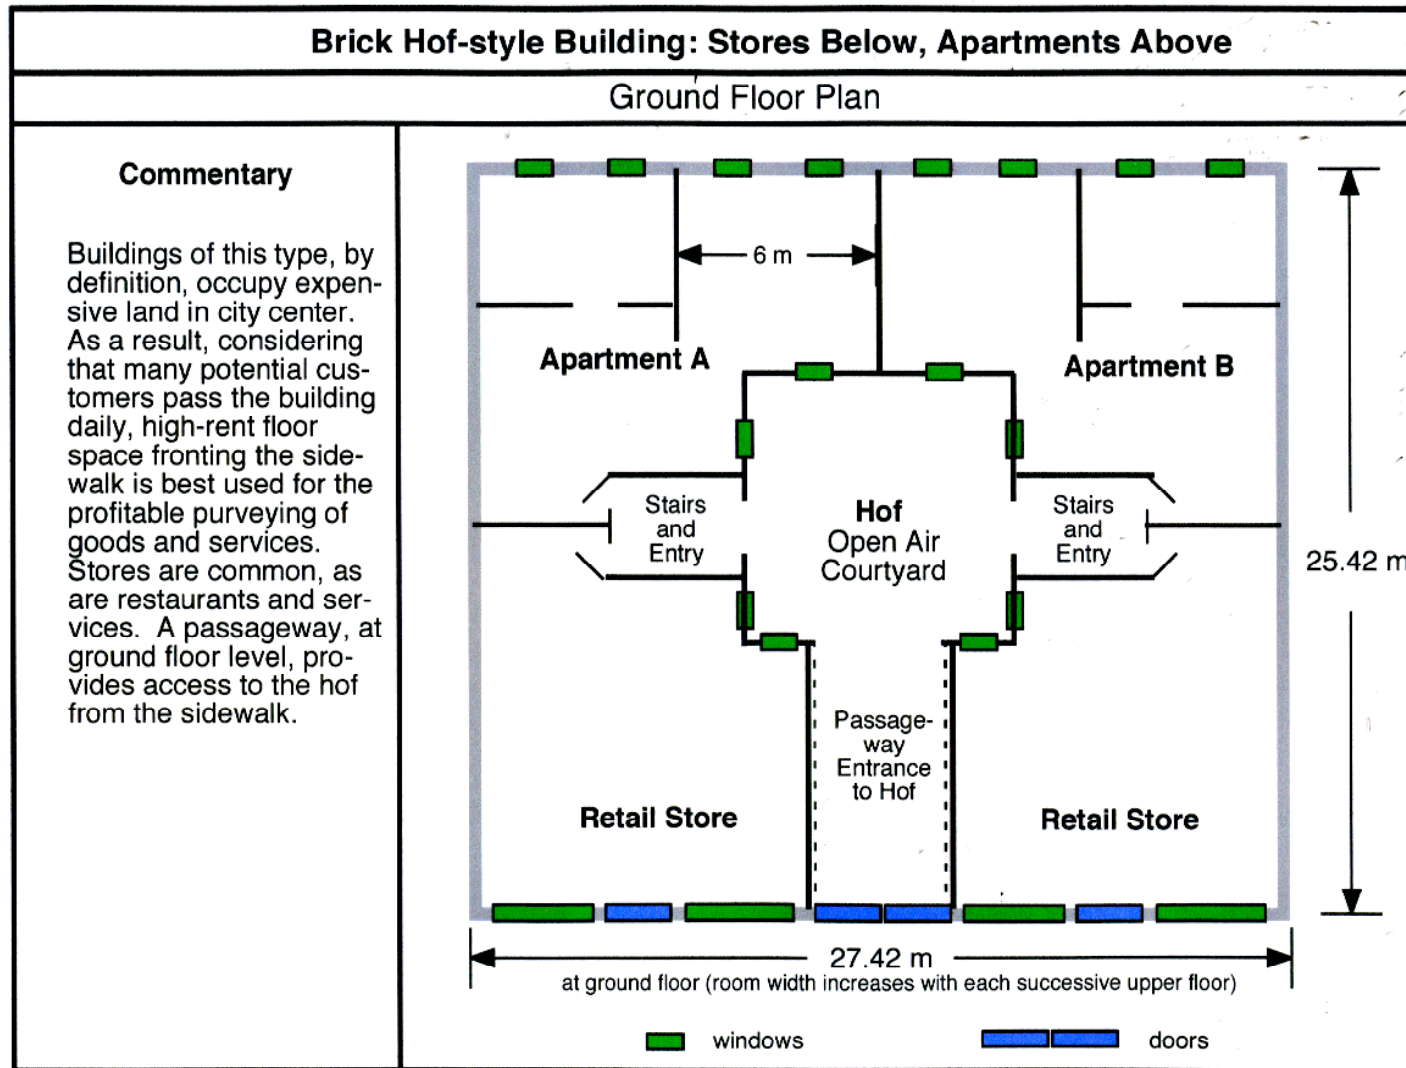 Brick Hof-style Building: Stores Below, Apartments Above
Ground Floor Plan
Commentary
Buildings of this type, by
definition, occupy expen-
sive land in city center.
As a result, considering
that many potential cus-
tomers pass the building
daily, high-rent floor
space fronting the side-
walk is best used for the
profitable purveying of
goods and services.
Stores are common, as
are restaurants and ser-
vices. A passageway, at
ground floor level, pro-
vides access to the hof
from the sidewalk.
6 m
Apartment A
Apartment B
Stairs
and
Entry
Hof
Open Air
Courtyard
Stairs
and
Entry
25.42 m
Passage-
way
Entrance
to Hof
Retail Store
Retail Store
27.42 m
at ground floor (room width increases with each successive upper floor)
windows
doors